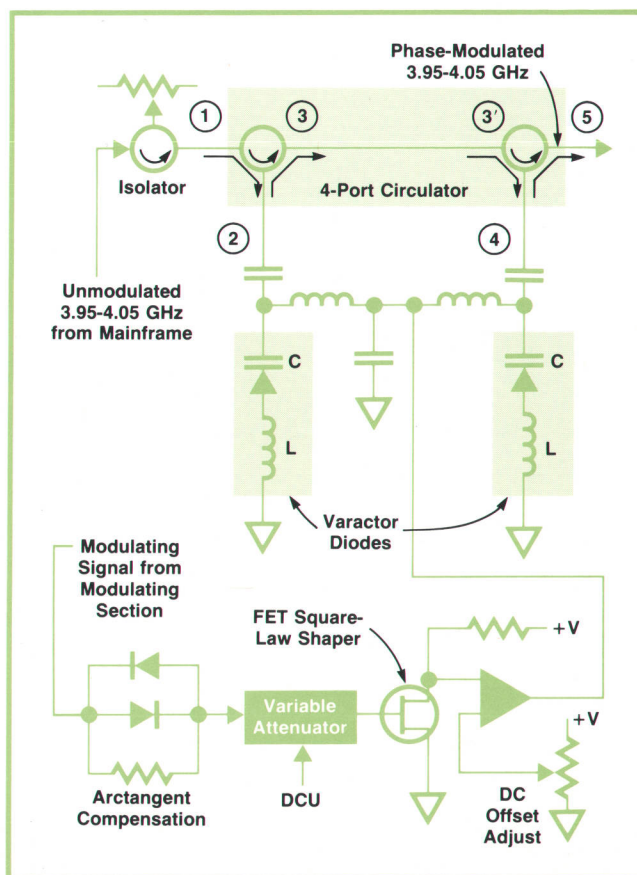 Phase-Modulated
3.95-4.05 GHz
1
3
3′
5
Isolator
4-Port Circulator
2
4
Unmodulated
3.95-4.05 GHz
from Mainframe
C
C
L
L
Varactor
Diodes
Modulating
Signal from
Modulating
Section
FET Square-
Law Shaper
+V
Variable
Attenuator
+V
Arctangent
Compensation
DCU
DC
Offset
Adjust